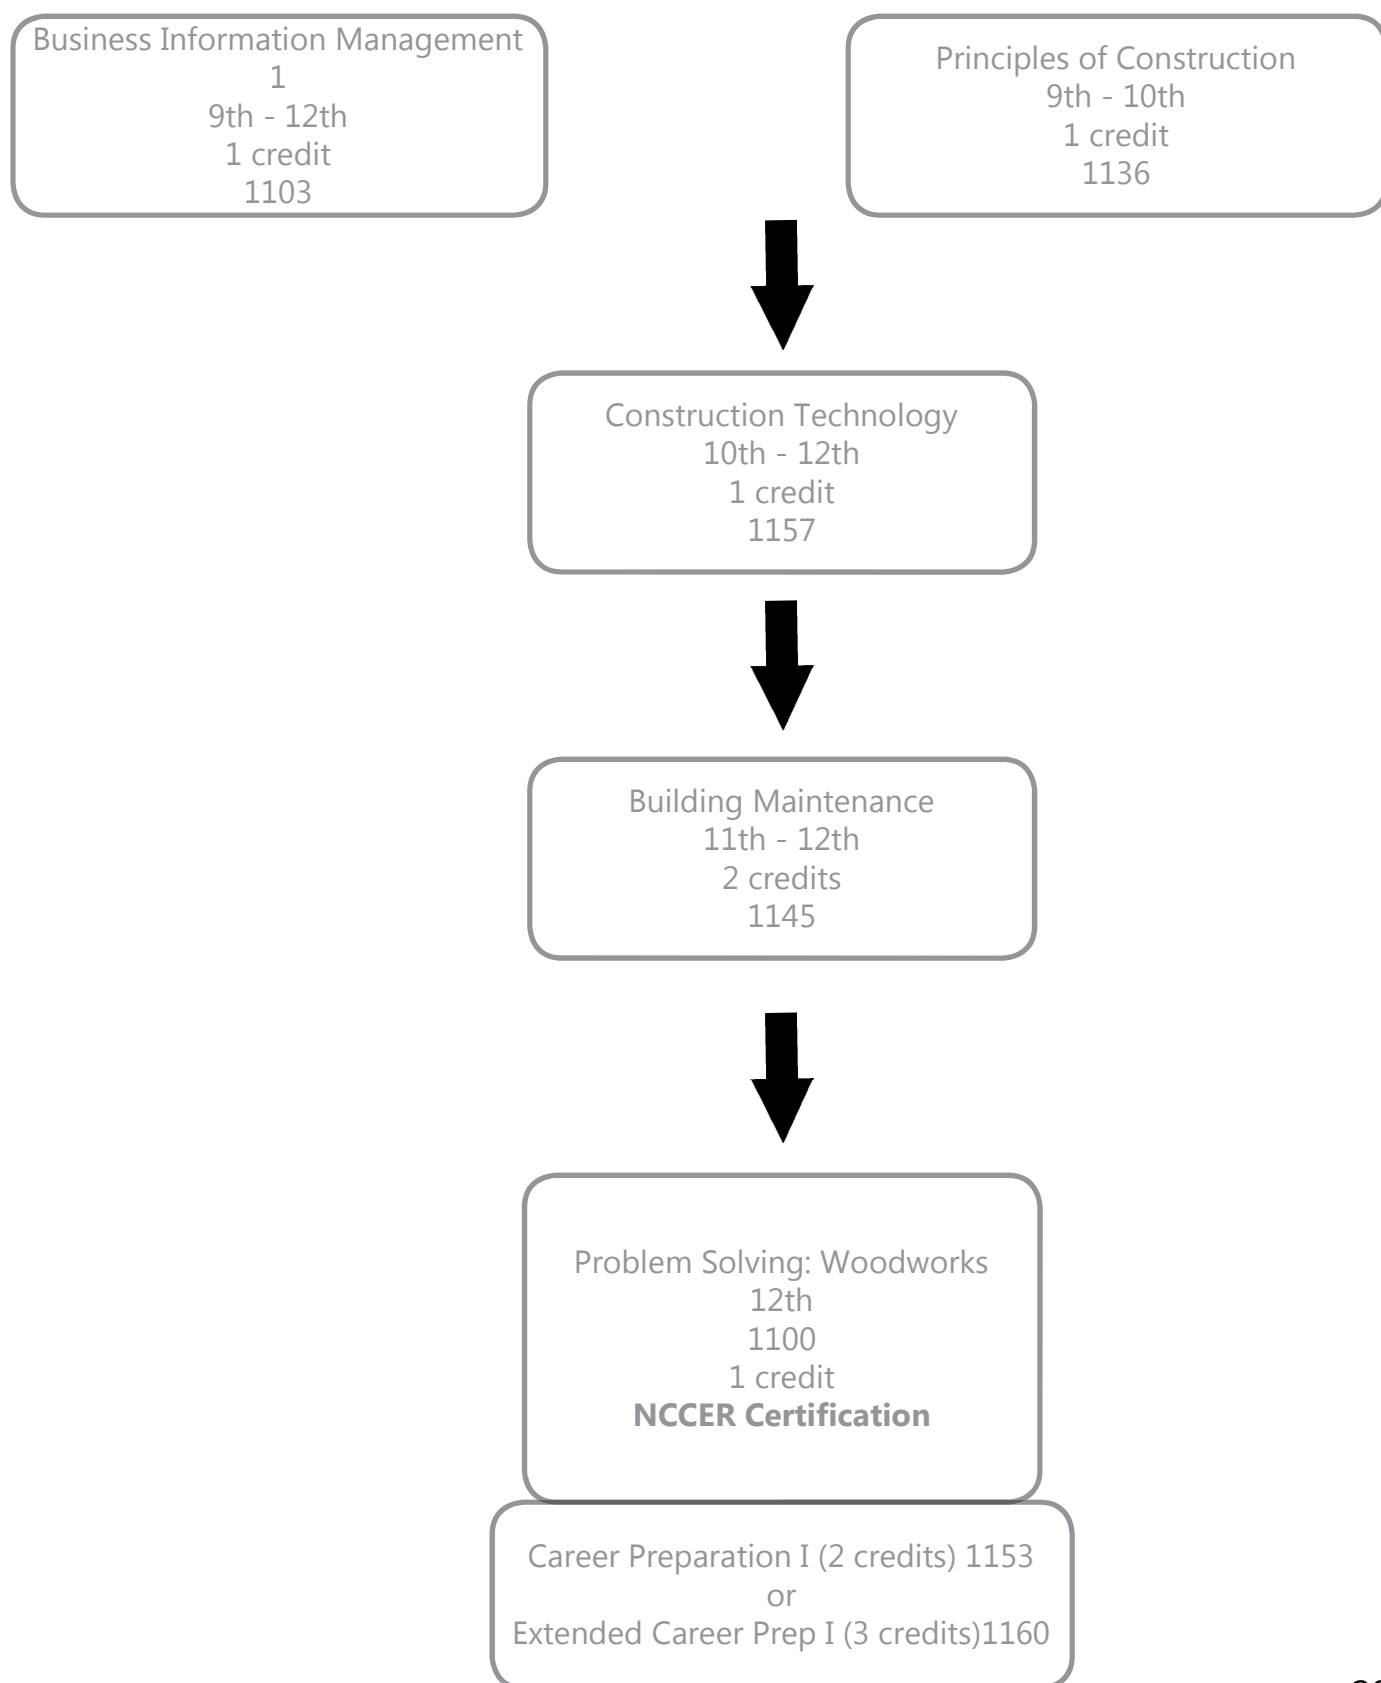 Business Information Management
1
9th - 12th
1 credit
1103
Principles of Construction
9th - 10th
1 credit
1136
Construction Technology
10th - 12th
1 credit
1157
Building Maintenance
11th - 12th
2 credits
1145
Problem Solving: Woodworks
12th
1100
1 credit
NCCER Certification
Career Preparation I (2 credits) 1153
or
Extended Career Prep I (3 credits)1160